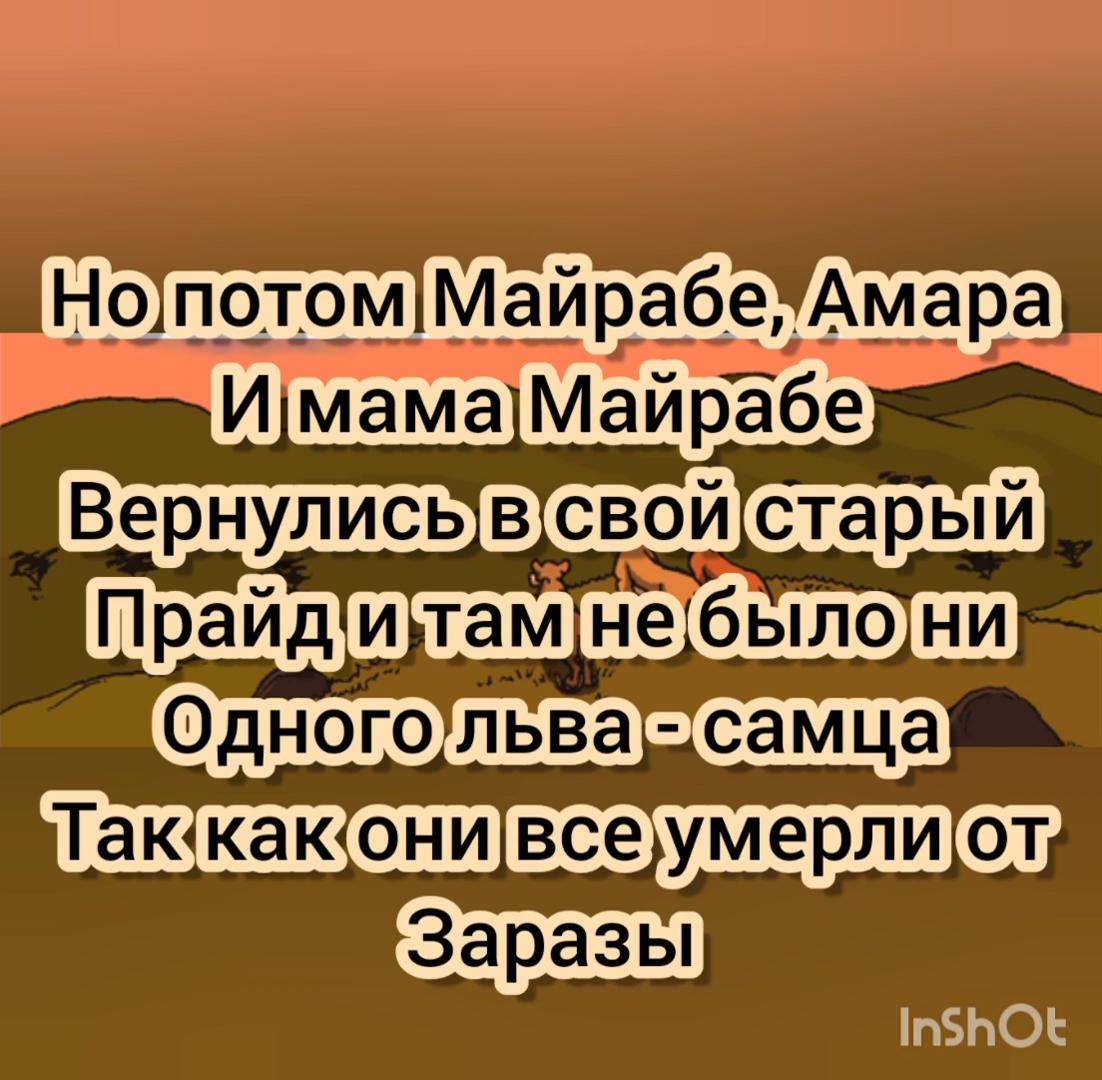 Но потом Майрабе, Амара
И мама Майрабе
Вернулись в свой старый
Прайд и там не было ни
Одного льва - самца
Так как они все умерли от
Заразы
InShOt